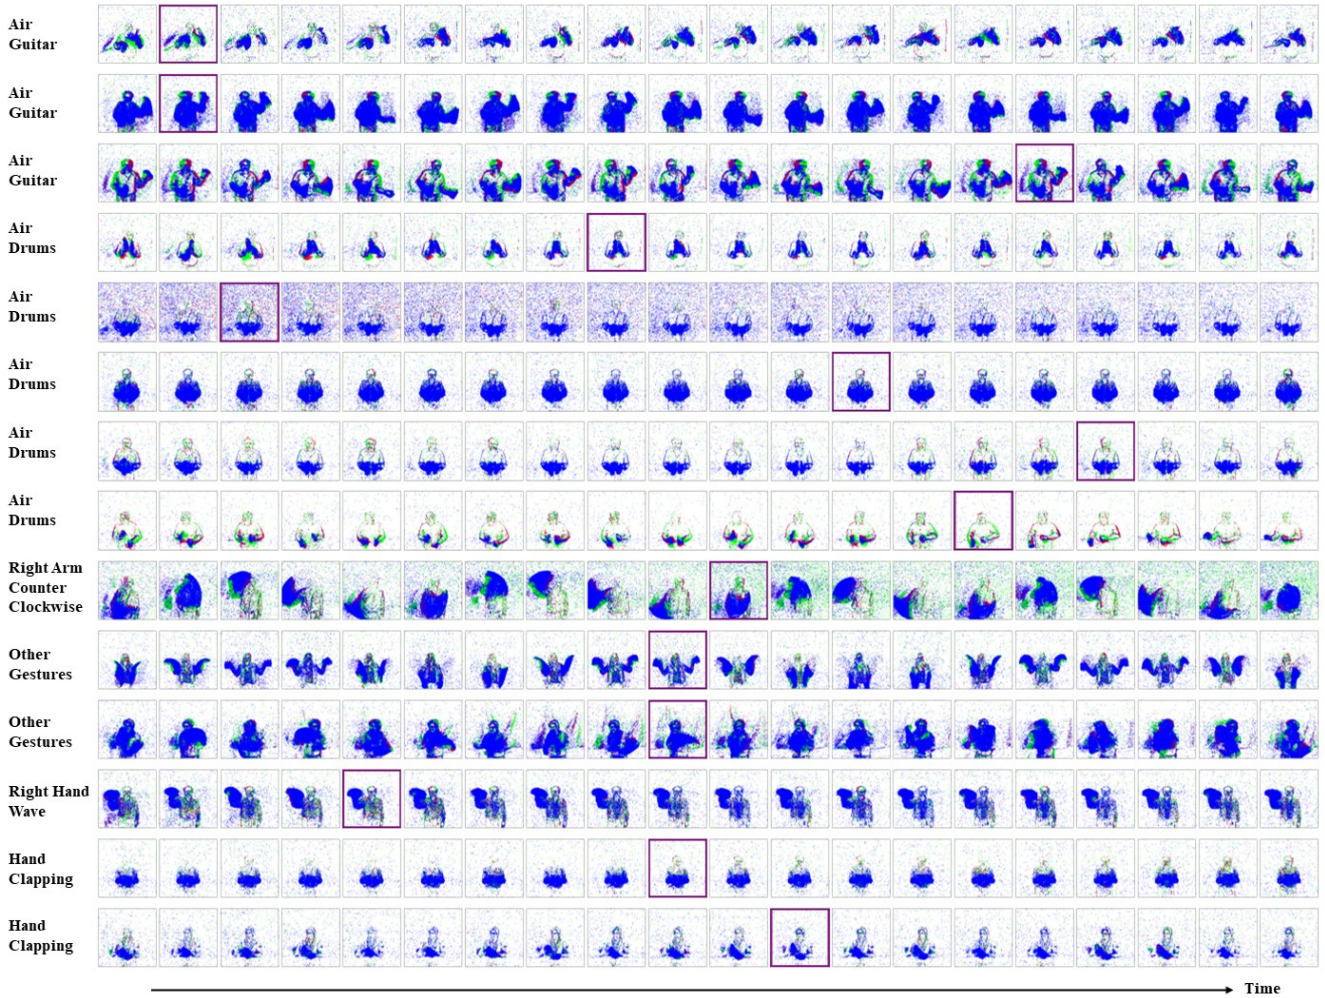 Air
Guitar
Air
Guitar
Air
Guitar
Air
Drums
Air
Drums
Air
Drums
Air
Drums
Air
Drums
Right Arm
Counter
Clockwise
Other
Gestures
Other
Gestures
Right Hand
Wave
Hand
Clapping
Hand
Clapping
Time